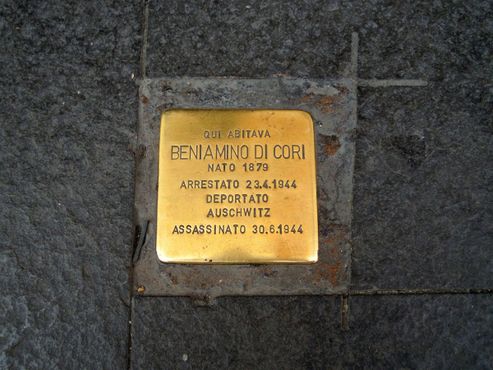 QUI ABITAVA
BENIAMINO DI CORI
NATO 1879
ARRESTATO 23.4.1944
DEPORTATO
AUSCHWITZ
ASSASSINATO 30.6.1944